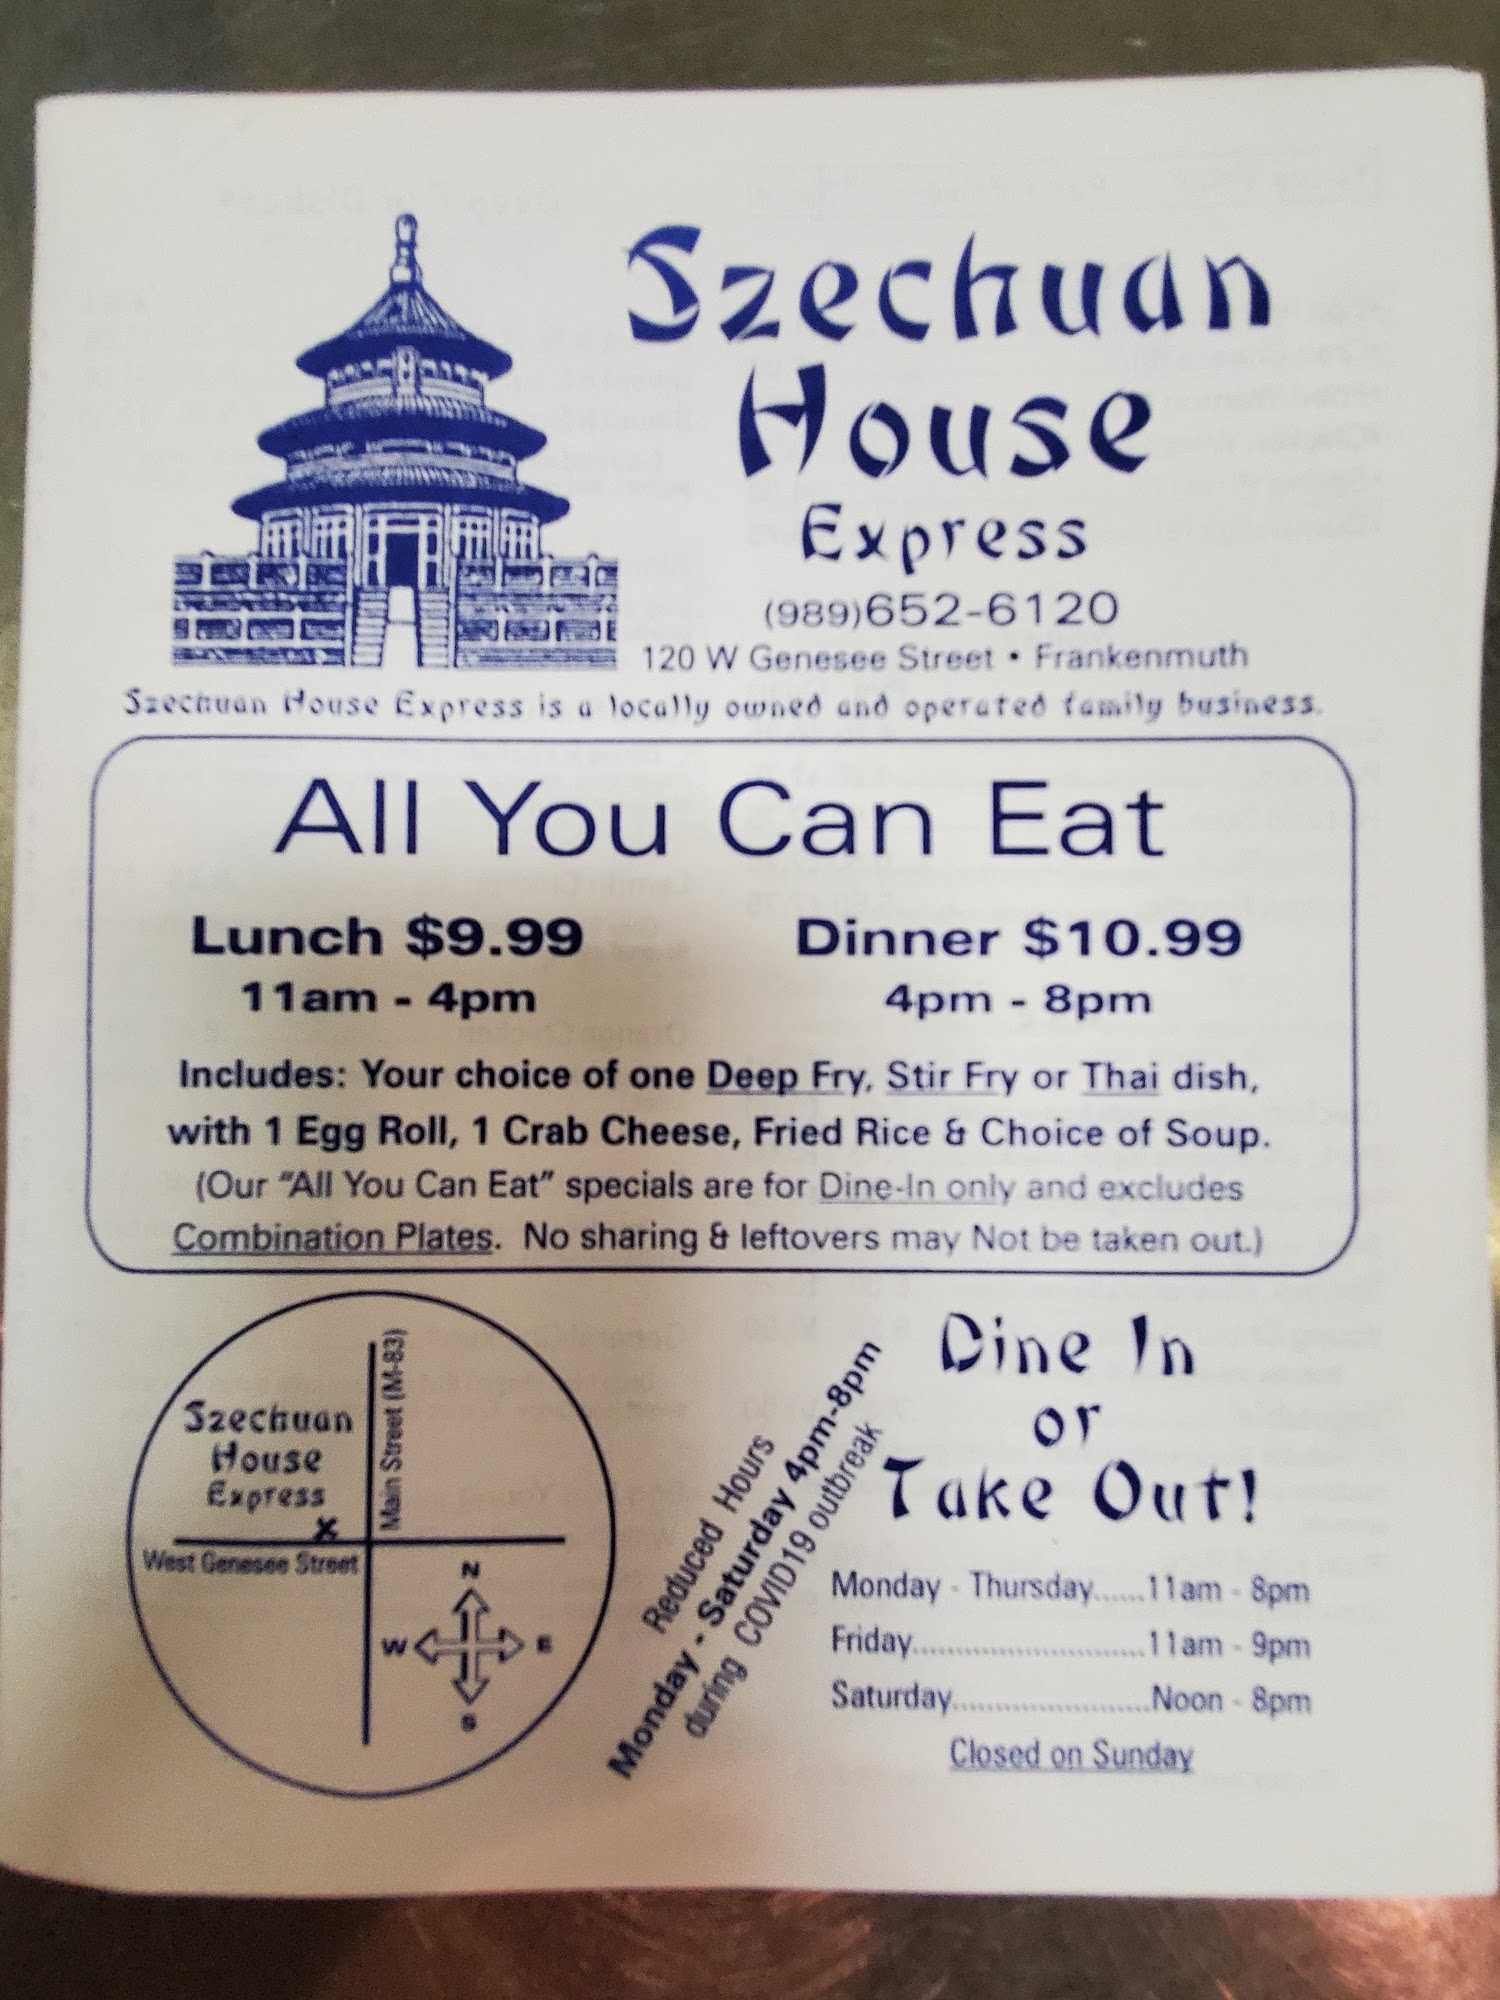 Szechuan
House
Express
(989)652-6120
120 W Genesee Street • Frankenmuth
Szechuan House Express is a locally owned and operated family business.
All You Can Eat
Lunch $9.99
11am - 4pm
Dinner $10.99
4pm - 8pm
Includes: Your choice of one Deep Fry, Stir Fry or Thai dish,
with 1 Egg Roll, 1 Crab Cheese, Fried Rice & Choice of Soup.
(Our "All You Can Eat" specials are for Dine-In only and excludes
Combination Plates. No sharing & leftovers may Not be taken out.)
Szechuan
House
Express
x
Main Street (M-83)
West Genesee Street
N
W E
S
Reduced Hours
Monday - Saturday 4pm-8pm
during COVID19 outbreak
Dine In
or
Take Out!
Monday - Thursday......11am - 8pm
Friday............................11am - 9pm
Saturday........................Noon - 8pm
Closed on Sunday